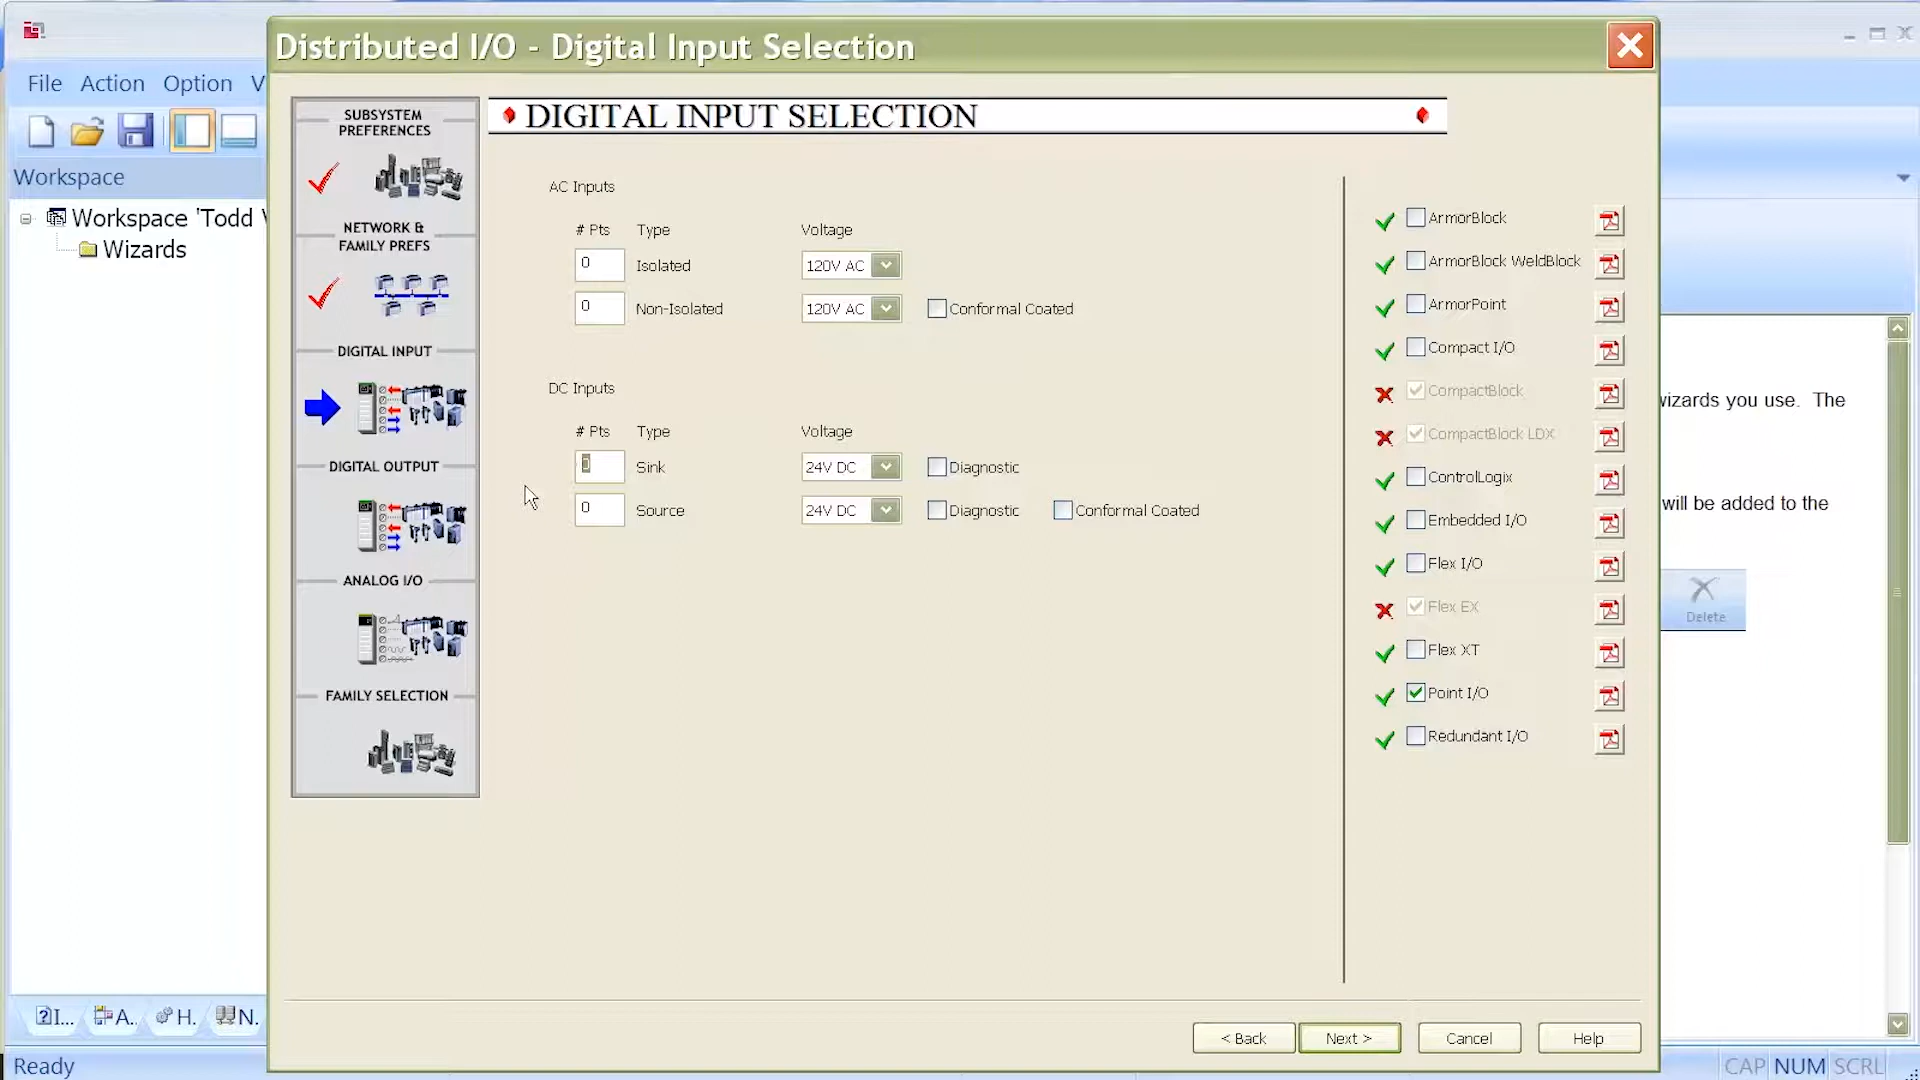 Distributed I/O - Digital Input Selection
File Action Option V
Workspace
Workspace 'Todd
Wizards
SUBSYSTEM
PREFERENCES
NETWORK &
FAMILY PREFS
DIGITAL INPUT
DIGITAL OUTPUT
ANALOG I/O
FAMILY SELECTION
DIGITAL INPUT SELECTION
AC Inputs
# Pts Type Voltage
0 Isolated 120V AC
0 Non-Isolated 120V AC Conformal Coated
DC Inputs
# Pts Type Voltage
0 Sink 24V DC Diagnostic
0 Source 24V DC Diagnostic Conformal Coated
ArmorBlock
ArmorBlock WeldBlock
ArmorPoint
Compact I/O
CompactBlock
CompactBlock LDX
ControlLogix
Embedded I/O
Flex I/O
Flex EX
Flex XT
Point I/O
Redundant I/O
wizards you use. The
will be added to the
Delete
I... A.. H. N.
< Back Next > Cancel Help
Ready CAP NUM SCRL